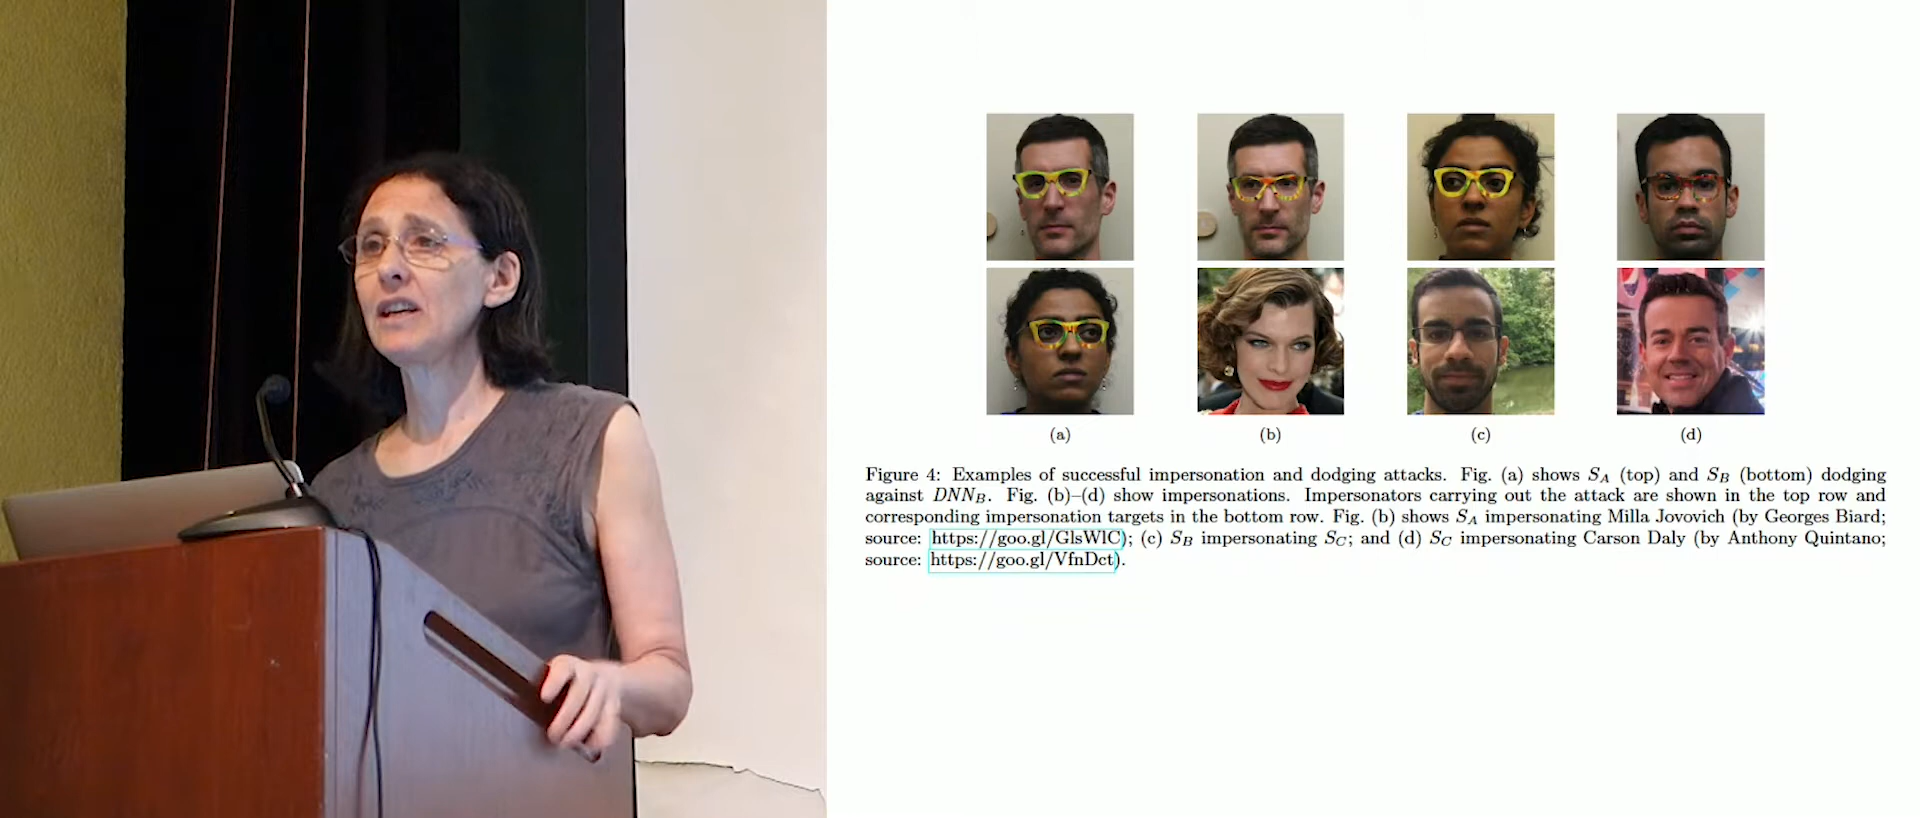 (a) (b) (c) (d)
Figure 4: Examples of successful impersonation and dodging attacks. Fig. (a) shows S_A (top) and S_B (bottom) dodging
against DNN_B. Fig. (b)–(d) show impersonations. Impersonators carrying out the attack are shown in the top row and
corresponding impersonation targets in the bottom row. Fig. (b) shows S_A impersonating Milla Jovovich (by Georges Biard;
source: https://goo.gl/GlsWlC); (c) S_B impersonating S_C; and (d) S_C impersonating Carson Daly (by Anthony Quintano;
source: https://goo.gl/VfnDct).